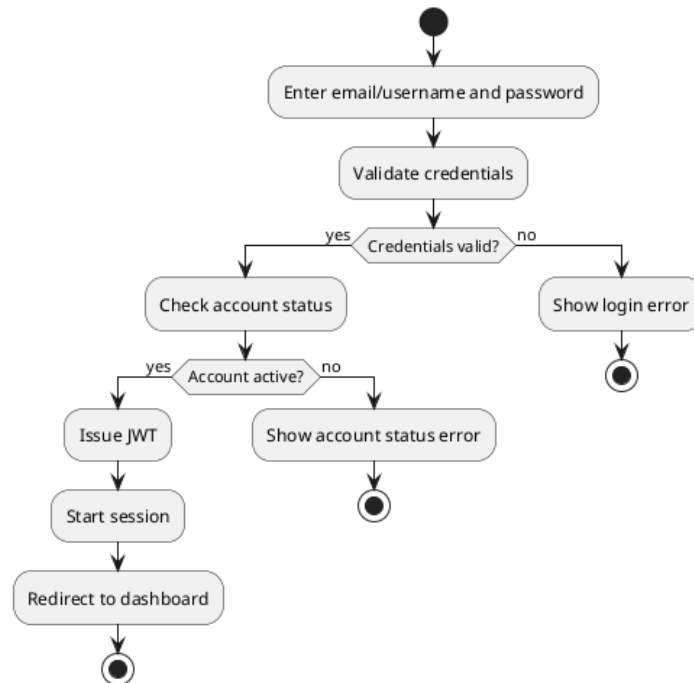 Enter email/username and password
Validate credentials
yes
Credentials valid?
no
Check account status
Show login error
yes
Account active?
no
Issue JWT
Show account status error
Start session
Redirect to dashboard